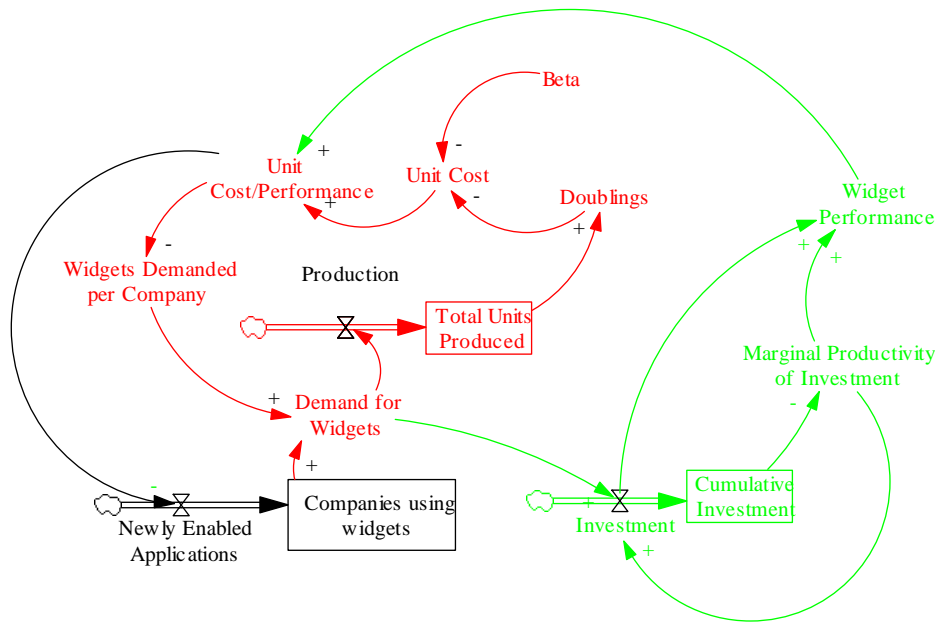 Beta
+
-
Unit
Cost/Performance
Unit Cost
+
-
Doublings
Widget
Performance
+
-
+
+
Widgets Demanded
per Company
Production
Total Units
Produced
Marginal Productivity
of Investment
+
Demand for
Widgets
-
+
-
Companies using
widgets
Newly Enabled
Applications
Cumulative
Investment
+
Investment
+